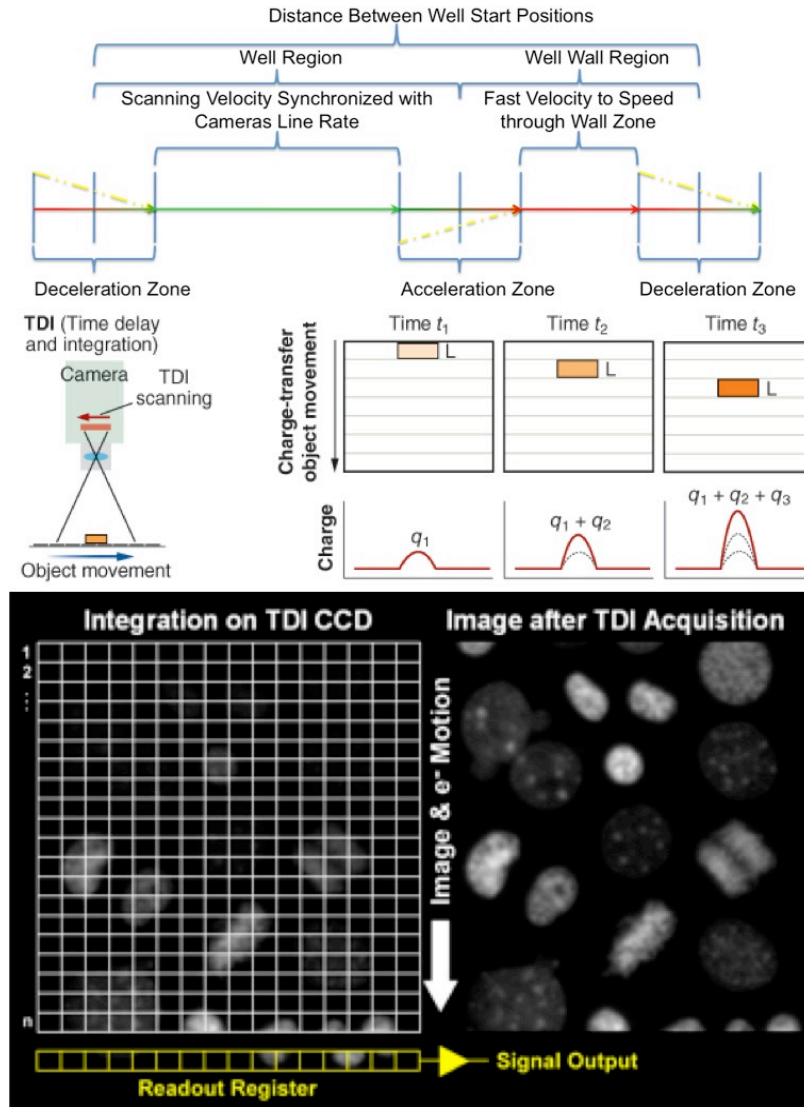 Distance Between Well Start Positions
Well Region
Well Wall Region
Scanning Velocity Synchronized with
Cameras Line Rate
Fast Velocity to Speed
through Wall Zone
Deceleration Zone
Acceleration Zone
Deceleration Zone
TDI (Time delay
and integration)
Camera
TDI
scanning
Object movement
Charge-transfer
object movement
Time t₁
Time t₂
Time t₃
L
L
L
Charge
q₁
q₁ + q₂
q₁ + q₂ + q₃
Integration on TDI CCD
Image after TDI Acquisition
1
2
n
Image & e⁻ Motion
Readout Register
Signal Output